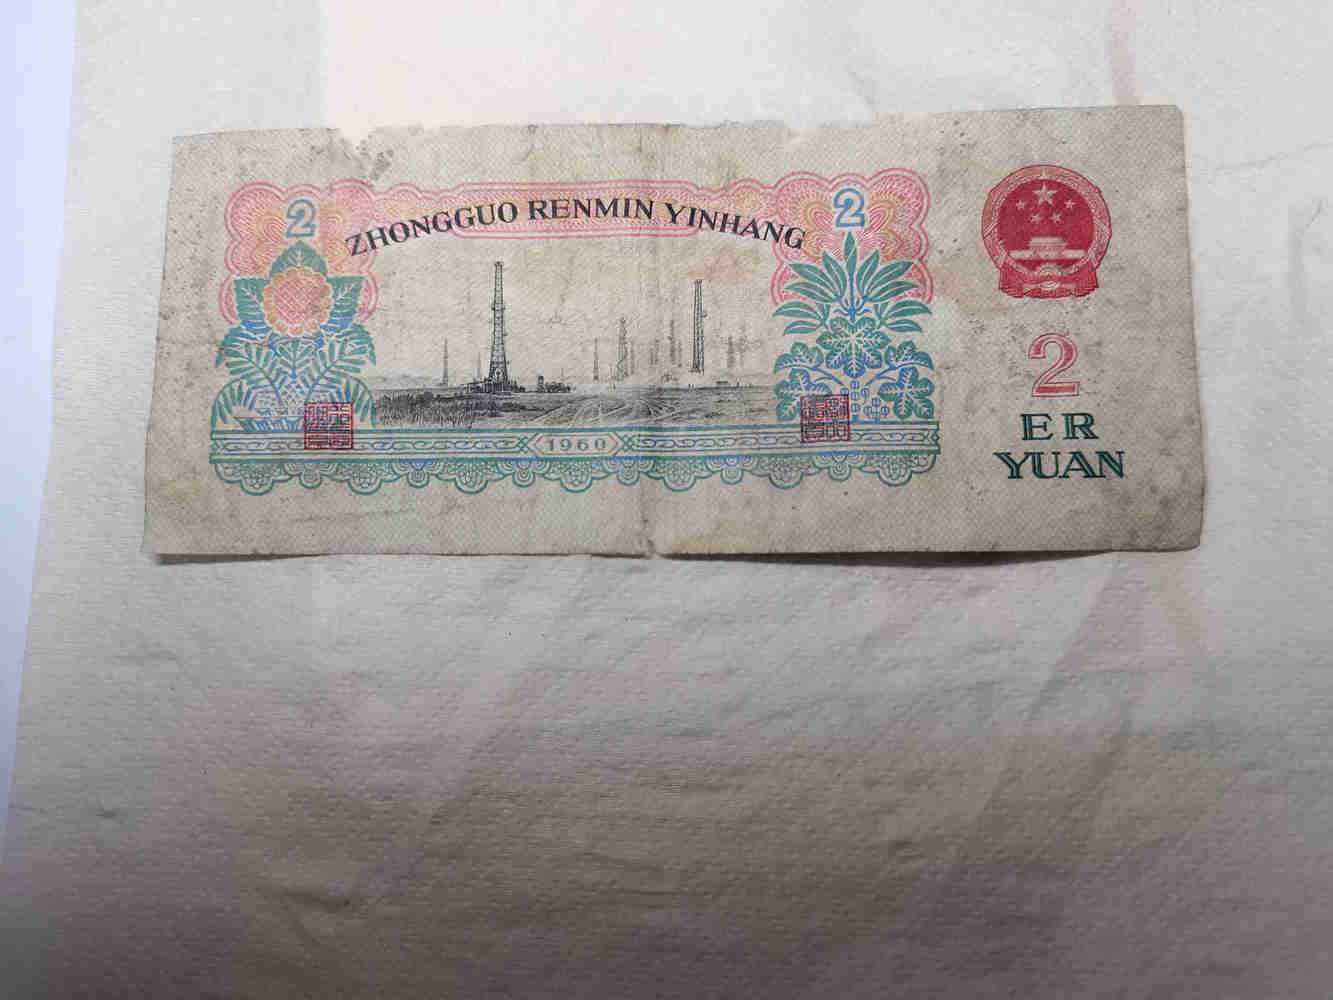 2
2
ZHONGGUO RENMIN YINHANG
1960
2
ER
YUAN